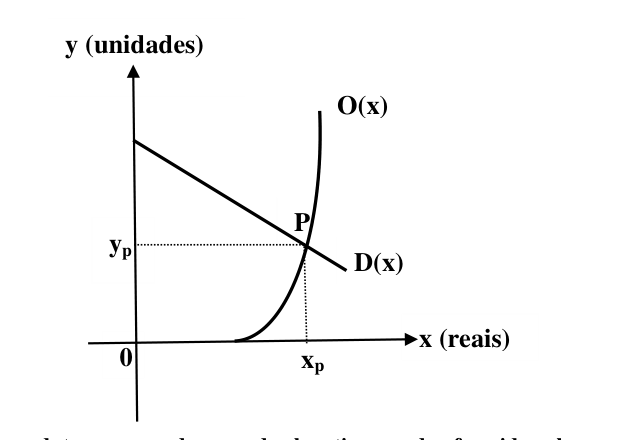 y (unidades)
O(x)
P
y_p
D(x)
x (reais)
0
x_p